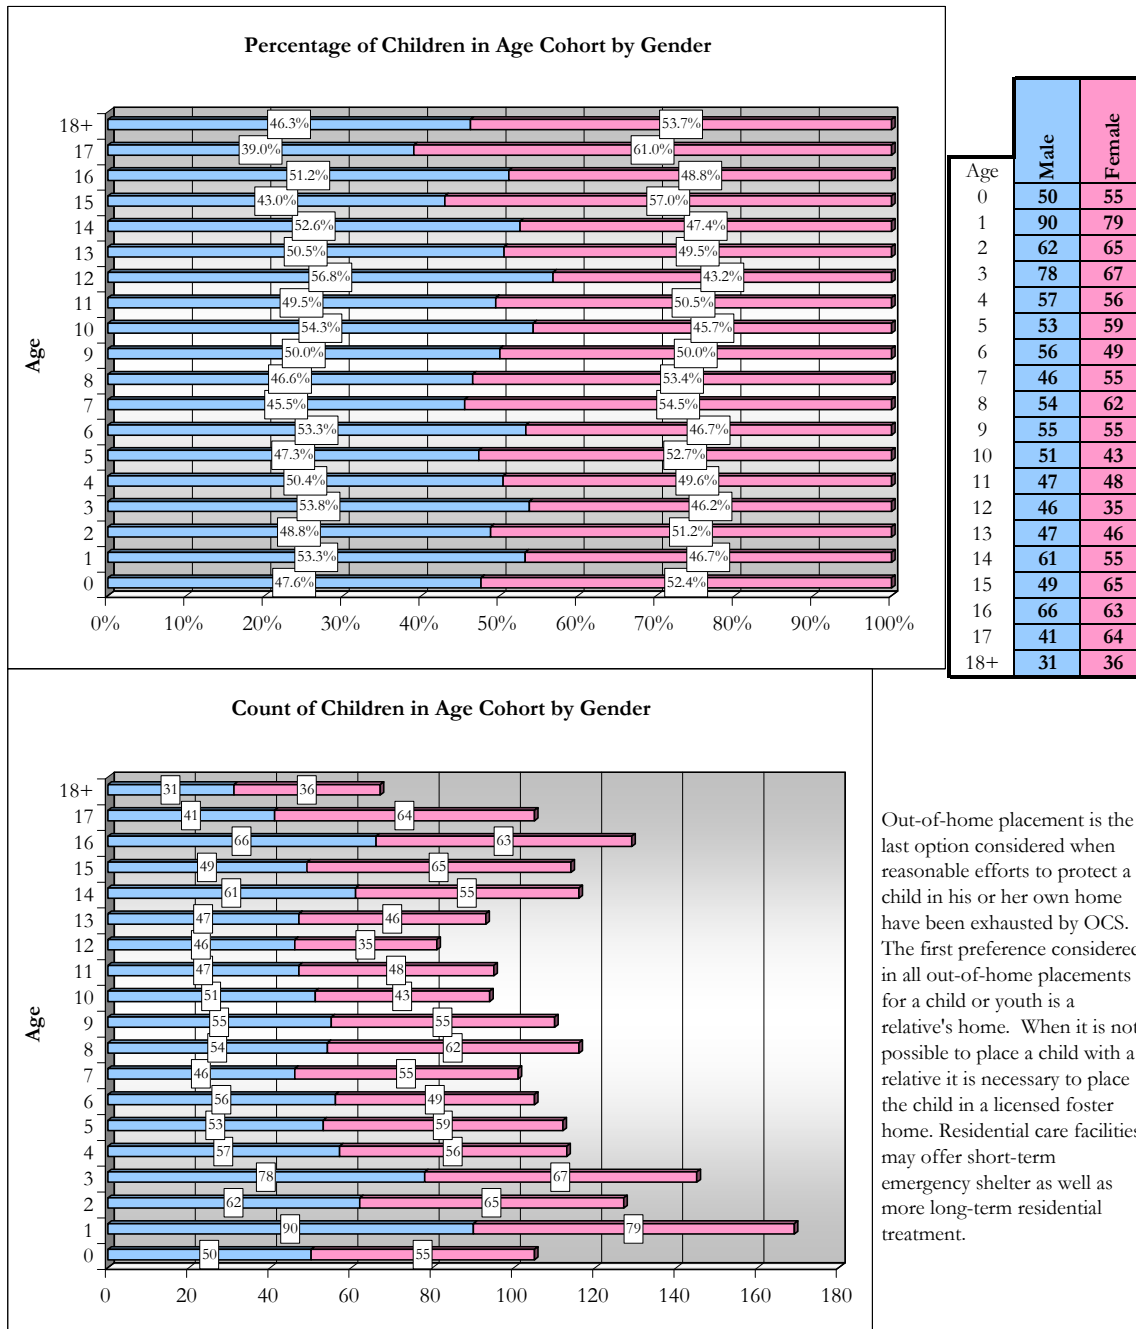 Percentage of Children in Age Cohort by Gender
Age
18+ 46.3% 53.7%
17 39.0% 61.0%
16 51.2% 48.8%
15 43.0% 57.0%
14 52.6% 47.4%
13 50.5% 49.5%
12 56.8% 43.2%
11 49.5% 50.5%
10 54.3% 45.7%
9 50.0% 50.0%
8 46.6% 53.4%
7 45.5% 54.5%
6 53.3% 46.7%
5 47.3% 52.7%
4 50.4% 49.6%
3 53.8% 46.2%
2 48.8% 51.2%
1 53.3% 46.7%
0 47.6% 52.4%
0% 10% 20% 30% 40% 50% 60% 70% 80% 90% 100%
Age Male Female
0 50 55
1 90 79
2 62 65
3 78 67
4 57 56
5 53 59
6 56 49
7 46 55
8 54 62
9 55 55
10 51 43
11 47 48
12 46 35
13 47 46
14 61 55
15 49 65
16 66 63
17 41 64
18+ 31 36
Count of Children in Age Cohort by Gender
Age
18+ 31 36
17 41 64
16 66 63
15 49 65
14 61 55
13 47 46
12 46 35
11 47 48
10 51 43
9 55 55
8 54 62
7 46 55
6 56 49
5 53 59
4 57 56
3 78 67
2 62 65
1 90 79
0 50 55
0 20 40 60 80 100 120 140 160 180
Out-of-home placement is the
last option considered when
reasonable efforts to protect a
child in his or her own home
have been exhausted by OCS.
The first preference considered
in all out-of-home placements
for a child or youth is a
relative's home. When it is not
possible to place a child with a
relative it is necessary to place
the child in a licensed foster
home. Residential care facilities
may offer short-term
emergency shelter as well as
more long-term residential
treatment.